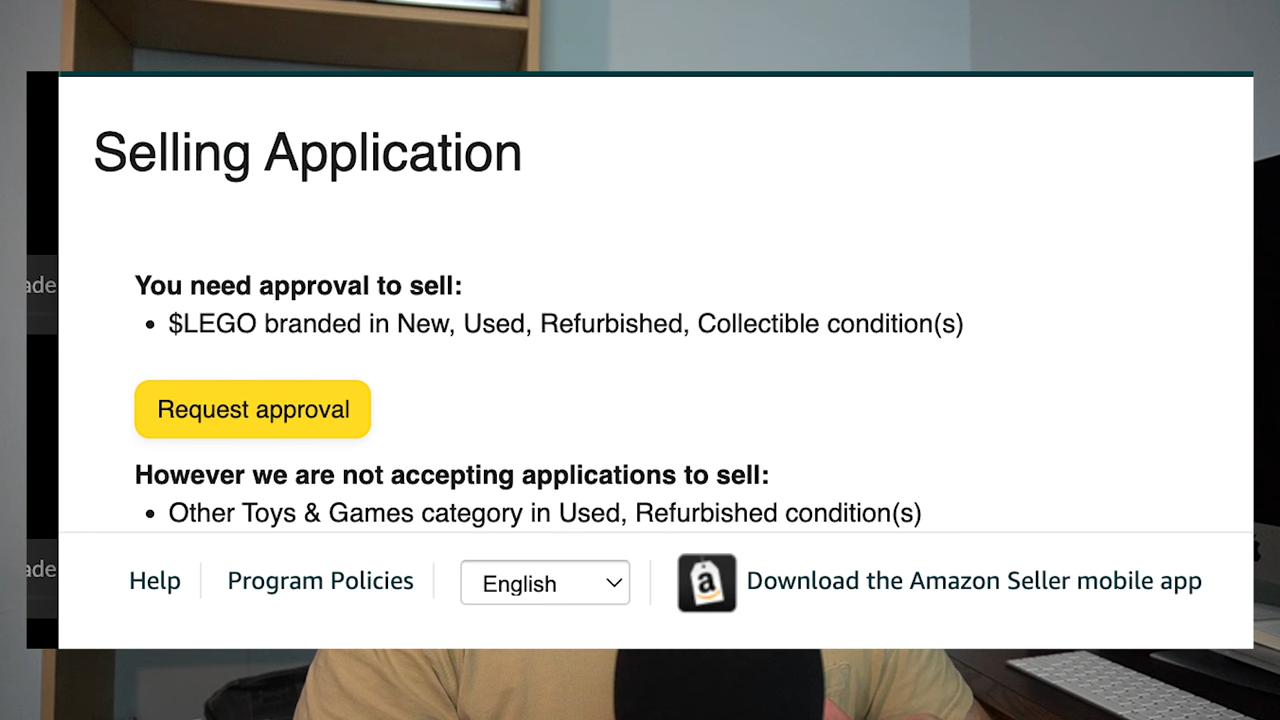 Selling Application
You need approval to sell:
• $LEGO branded in New, Used, Refurbished, Collectible condition(s)
Request approval
However we are not accepting applications to sell:
• Other Toys & Games category in Used, Refurbished condition(s)
ade
ade
Help
Program Policies
English
a
Download the Amazon Seller mobile app